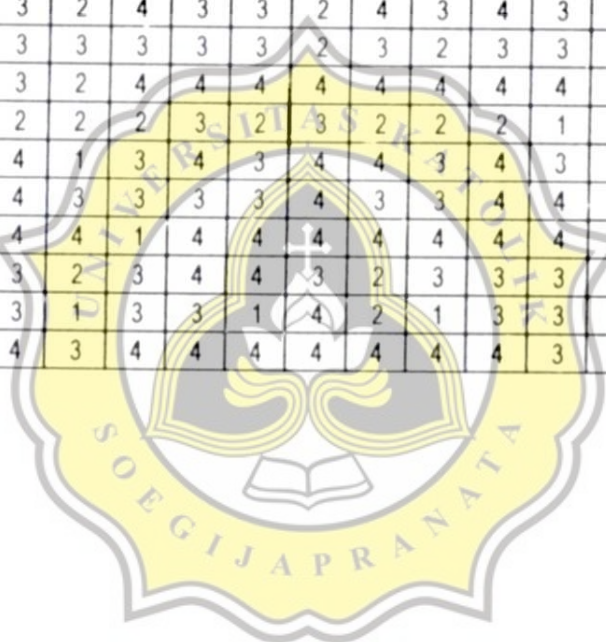 3 2 4 3 3 2 4 3 4 3
3 3 3 3 3 2 3 2 3 3
3 2 4 4 4 4 4 4 4 4
2 2 2 3 2 3 2 2 2 1
4 1 3 4 3 4 4 3 4 3
4 3 3 3 3 4 3 3 4 4
4 4 1 4 4 4 4 4 4 4
3 2 3 4 4 3 2 3 3 3
3 1 3 3 1 4 2 1 3 3
4 3 4 4 4 4 4 4 4 3
UNIVERSITAS KATOLIK
SOEGIJAPRANATA